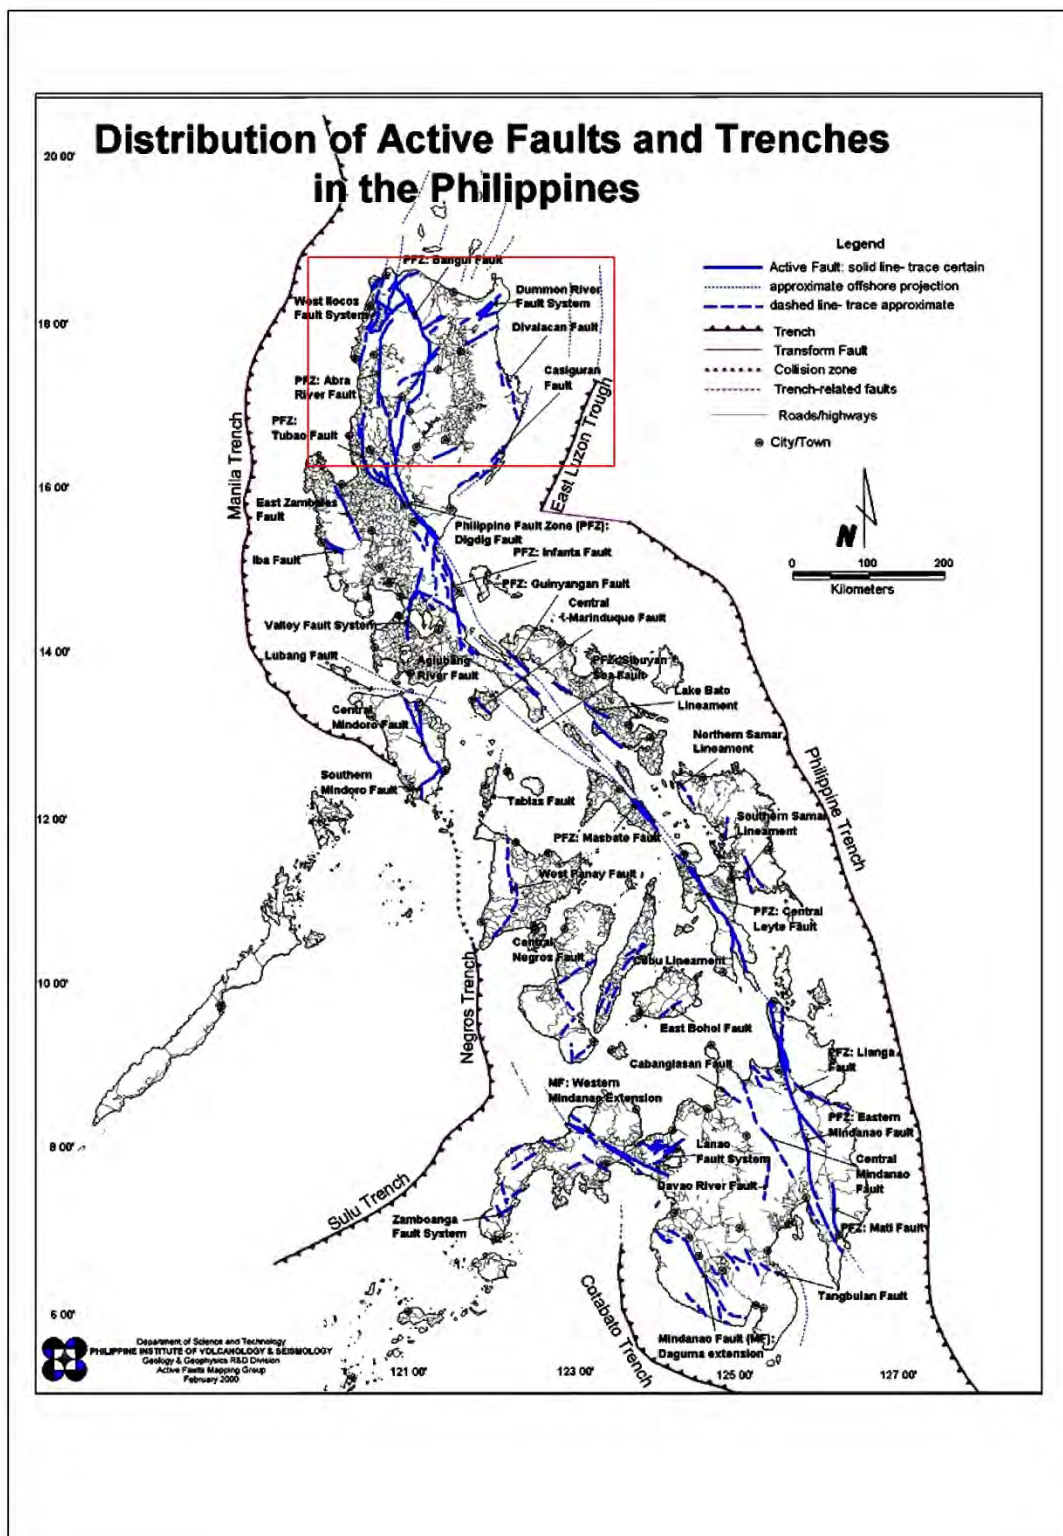 Distribution of Active Faults and Trenches
in the Philippines
20 00'
18 00'
16 00'
14 00'
12 00'
10 00'
8 00'
6 00'
121 00'
123 00'
125 00'
127 00'
Legend
Active Fault: solid line- trace certain
approximate offshore projection
dashed line- trace approximate
Trench
Transform Fault
Collision zone
Trench-related faults
Roads/highways
City/Town
N
0 100 200
Kilometers
PFZ: Bangui Fault
West Ilocos
Fault System
Dummon River
Fault System
Divalacan Fault
Casiguran
Fault
PFZ: Abra
River Fault
PFZ:
Tubao Fault
Manila Trench
East Luzon Trough
East Zambales
Fault
Iba Fault
Philippine Fault Zone (PFZ):
Digdig Fault
PFZ: Infanta Fault
PFZ: Guinyangan Fault
Central
Marinduque Fault
Valley Fault System
Lubang Fault
Aglubang
River Fault
PFZ: Sibuyan
Sea Fault
Lake Bato
Lineament
Central
Mindoro Fault
Northern Samar
Lineament
Southern
Mindoro Fault
Tablas Fault
Philippine Trench
Southern Samar
Lineament
PFZ: Masbate Fault
West Panay Fault
PFZ: Central
Leyte Fault
Central
Negros Fault
Cebu Lineament
Negros Trench
East Bohol Fault
Cabanglasan Fault
PFZ: Lianga
Fault
MF: Western
Mindanao Extension
PFZ: Eastern
Mindanao Fault
Lanao
Fault System
Central
Mindanao
Fault
Davao River Fault
Sulu Trench
Zamboanga
Fault System
PFZ: Mati Fault
Tangbulan Fault
Cotabato Trench
Mindanao Fault (MF):
Daguma extension
Department of Science and Technology
PHILIPPINE INSTITUTE OF VOLCANOLOGY & SEISMOLOGY
Geology & Geophysics R&D Division
Active Faults Mapping Group
February 2000